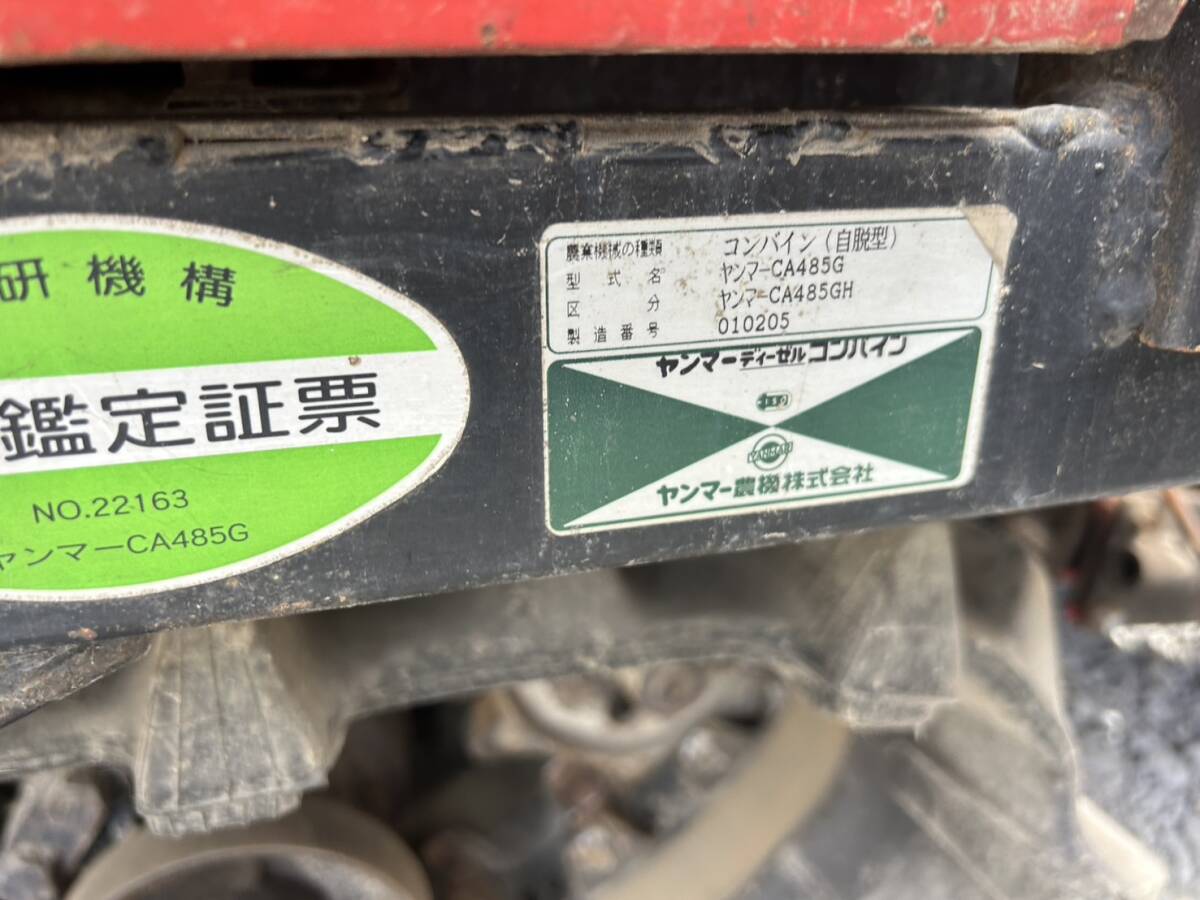 研機構
鑑定証票
NO.22163
ヤンマーCA485G
農業機械の種類 コンバイン(自脱型)
型式名 ヤンマーCA485G
区分 ヤンマーCA485GH
製造番号 010205
ヤンマーディーゼルコンバイン
YANMAR
ヤンマー農機株式会社